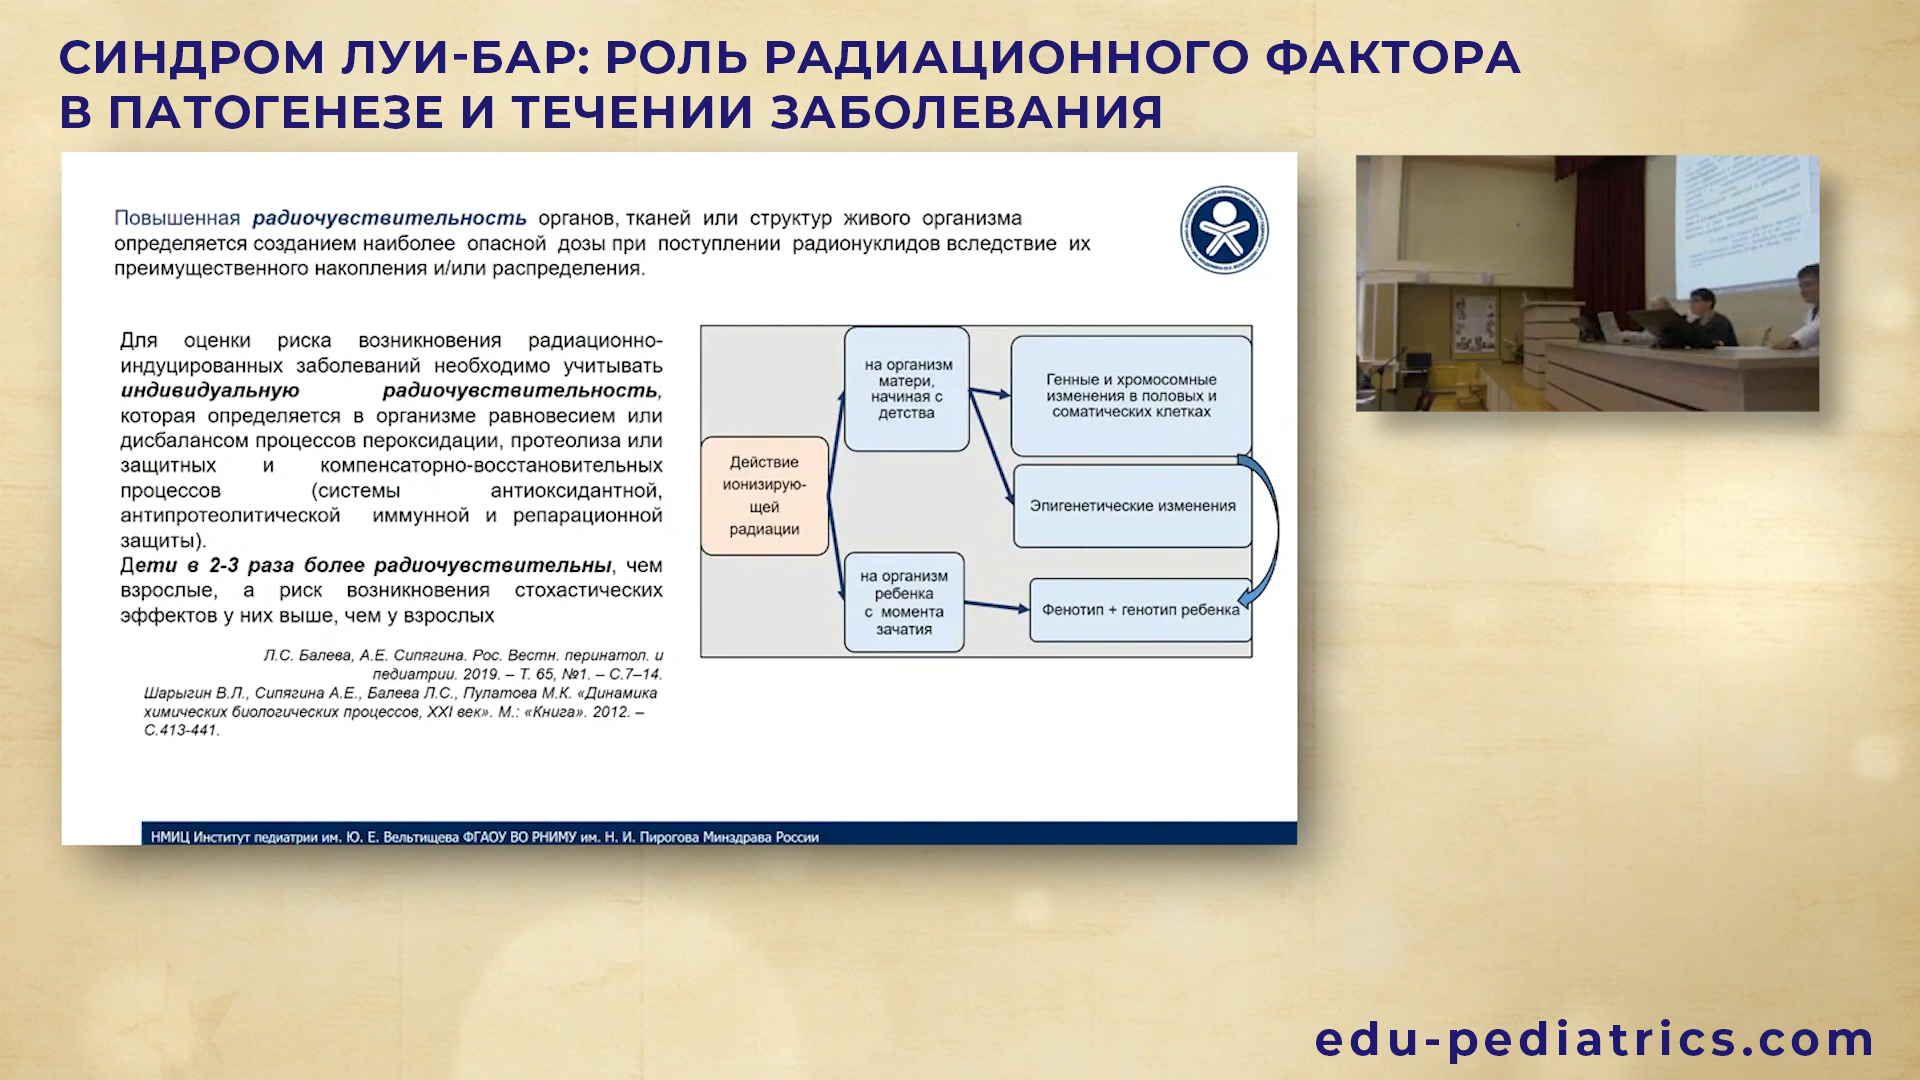 СИНДРОМ ЛУИ-БАР: РОЛЬ РАДИАЦИОННОГО ФАКТОРА
В ПАТОГЕНЕЗЕ И ТЕЧЕНИИ ЗАБОЛЕВАНИЯ
Повышенная радиочувствительность органов, тканей или структур живого организма
определяется созданием наиболее опасной дозы при поступлении радионуклидов вследствие их
преимущественного накопления и/или распределения.
Для оценки риска возникновения радиационно-
индуцированных заболеваний необходимо учитывать
индивидуальную радиочувствительность,
которая определяется в организме равновесием или
дисбалансом процессов пероксидации, протеолиза или
защитных и компенсаторно-восстановительных
процессов (системы антиоксидантной,
антипротеолитической иммунной и репарационной
защиты).
Дети в 2-3 раза более радиочувствительны, чем
взрослые, а риск возникновения стохастических
эффектов у них выше, чем у взрослых
Л.С. Балева, А.Е. Сипягина. Рос. Вестн. перинатол. и
педиатрии. 2019. – Т. 65, №1. – С.7–14.
Шарыгин В.Л., Сипягина А.Е., Балева Л.С., Пулатова М.К. «Динамика
химических биологических процессов, XXI век». М.: «Книга». 2012. –
С.413-441.
Действие
ионизирую-
щей
радиации
на организм
матери,
начиная с
детства
Генные и хромосомные
изменения в половых и
соматических клетках
Эпигенетические изменения
на организм
ребенка
с момента
зачатия
Фенотип + генотип ребенка
НМИЦ Институт педиатрии им. Ю. Е. Вельтищева ФГАОУ ВО РНИМУ им. Н. И. Пирогова Минздрава России
edu-pediatrics.com